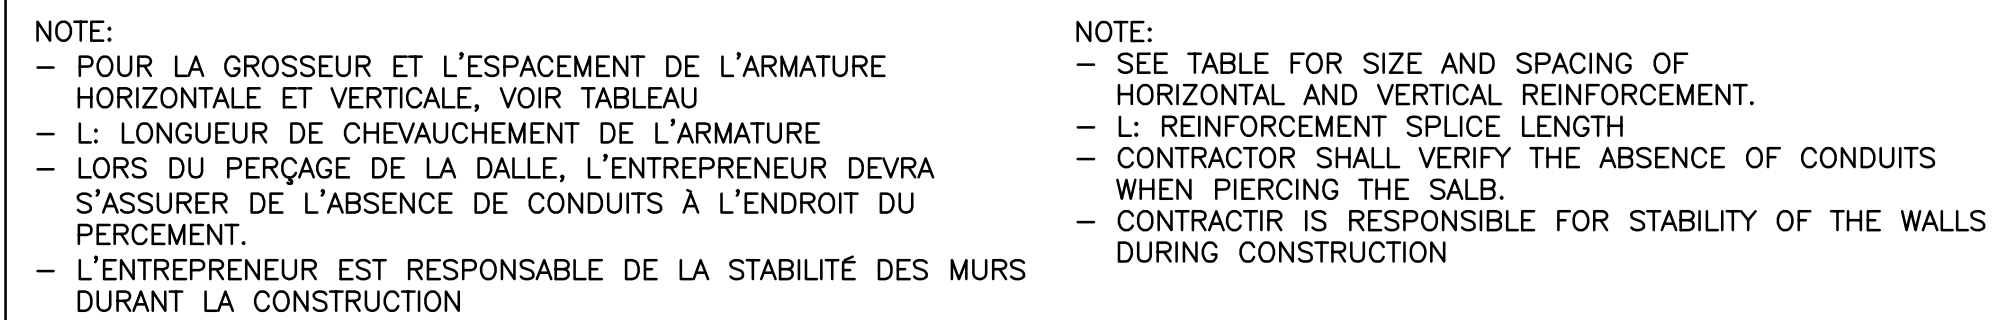 NOTE:
– POUR LA GROSSEUR ET L'ESPACEMENT DE L'ARMATURE
HORIZONTALE ET VERTICALE, VOIR TABLEAU
– L: LONGUEUR DE CHEVAUCHEMENT DE L'ARMATURE
– LORS DU PERÇAGE DE LA DALLE, L'ENTREPRENEUR DEVRA
S'ASSURER DE L'ABSENCE DE CONDUITS À L'ENDROIT DU
PERCEMENT.
– L'ENTREPRENEUR EST RESPONSABLE DE LA STABILITÉ DES MURS
DURANT LA CONSTRUCTION
NOTE:
– SEE TABLE FOR SIZE AND SPACING OF
HORIZONTAL AND VERTICAL REINFORCEMENT.
– L: REINFORCEMENT SPLICE LENGTH
– CONTRACTOR SHALL VERIFY THE ABSENCE OF CONDUITS
WHEN PIERCING THE SALB.
– CONTRACTIR IS RESPONSIBLE FOR STABILITY OF THE WALLS
DURING CONSTRUCTION